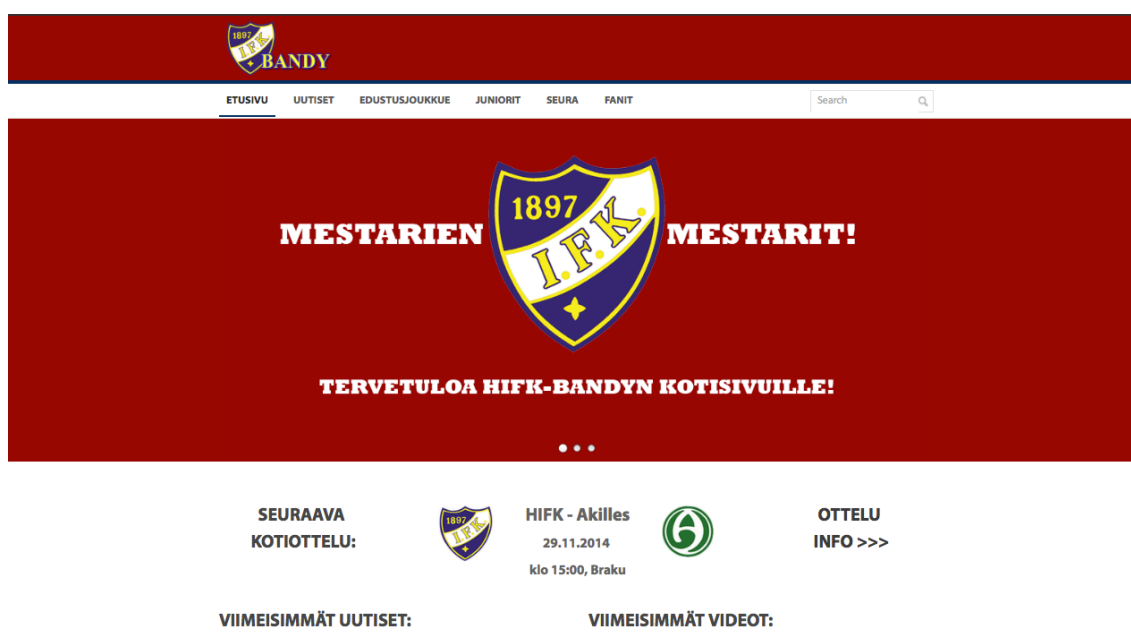 1897
I.F.K.
BANDY
ETUSIVU UUTISET EDUSTUSJOUKKUE JUNIORIT SEURA FANIT Search
1897
MESTARIEN I.F.K. MESTARIT!
TERVETULOA HIFK-BANDYN KOTISIVUILLE!
SEURAAVA
KOTIOTTELU:
1897
I.F.K.
HIFK - Akilles
29.11.2014
klo 15:00, Braku
OTTELU
INFO >>>
VIIMEISIMMÄT UUTISET:
VIIMEISIMMÄT VIDEOT: